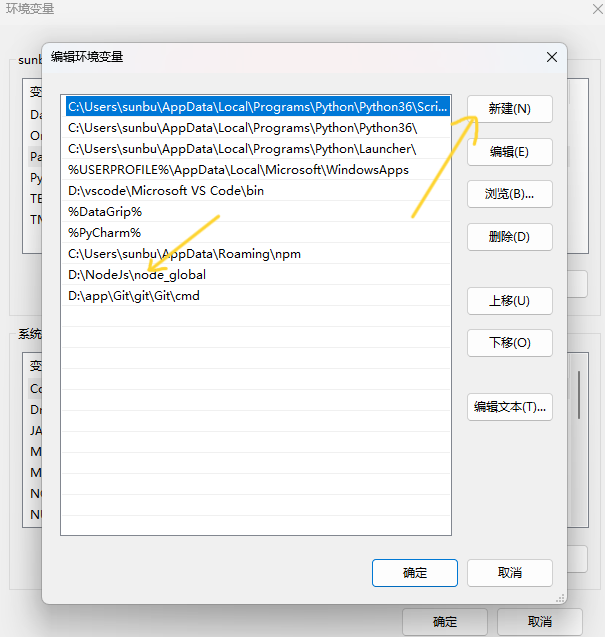 环境变量
编辑环境变量
sunb
变
Da
On
Pa
Py
TE
TM
C:\Users\sunbu\AppData\Local\Programs\Python\Python36\Scri...
C:\Users\sunbu\AppData\Local\Programs\Python\Python36\
C:\Users\sunbu\AppData\Local\Programs\Python\Launcher\
%USERPROFILE%\AppData\Local\Microsoft\WindowsApps
D:\vscode\Microsoft VS Code\bin
%DataGrip%
%PyCharm%
C:\Users\sunbu\AppData\Roaming\npm
D:\NodeJs\node_global
D:\app\Git\git\Git\cmd
新建(N)
编辑(E)
浏览(B)...
删除(D)
上移(U)
下移(O)
编辑文本(T)...
系统
变
Co
Dr
JA
M
M
NO
NU
确定
取消
确定
取消